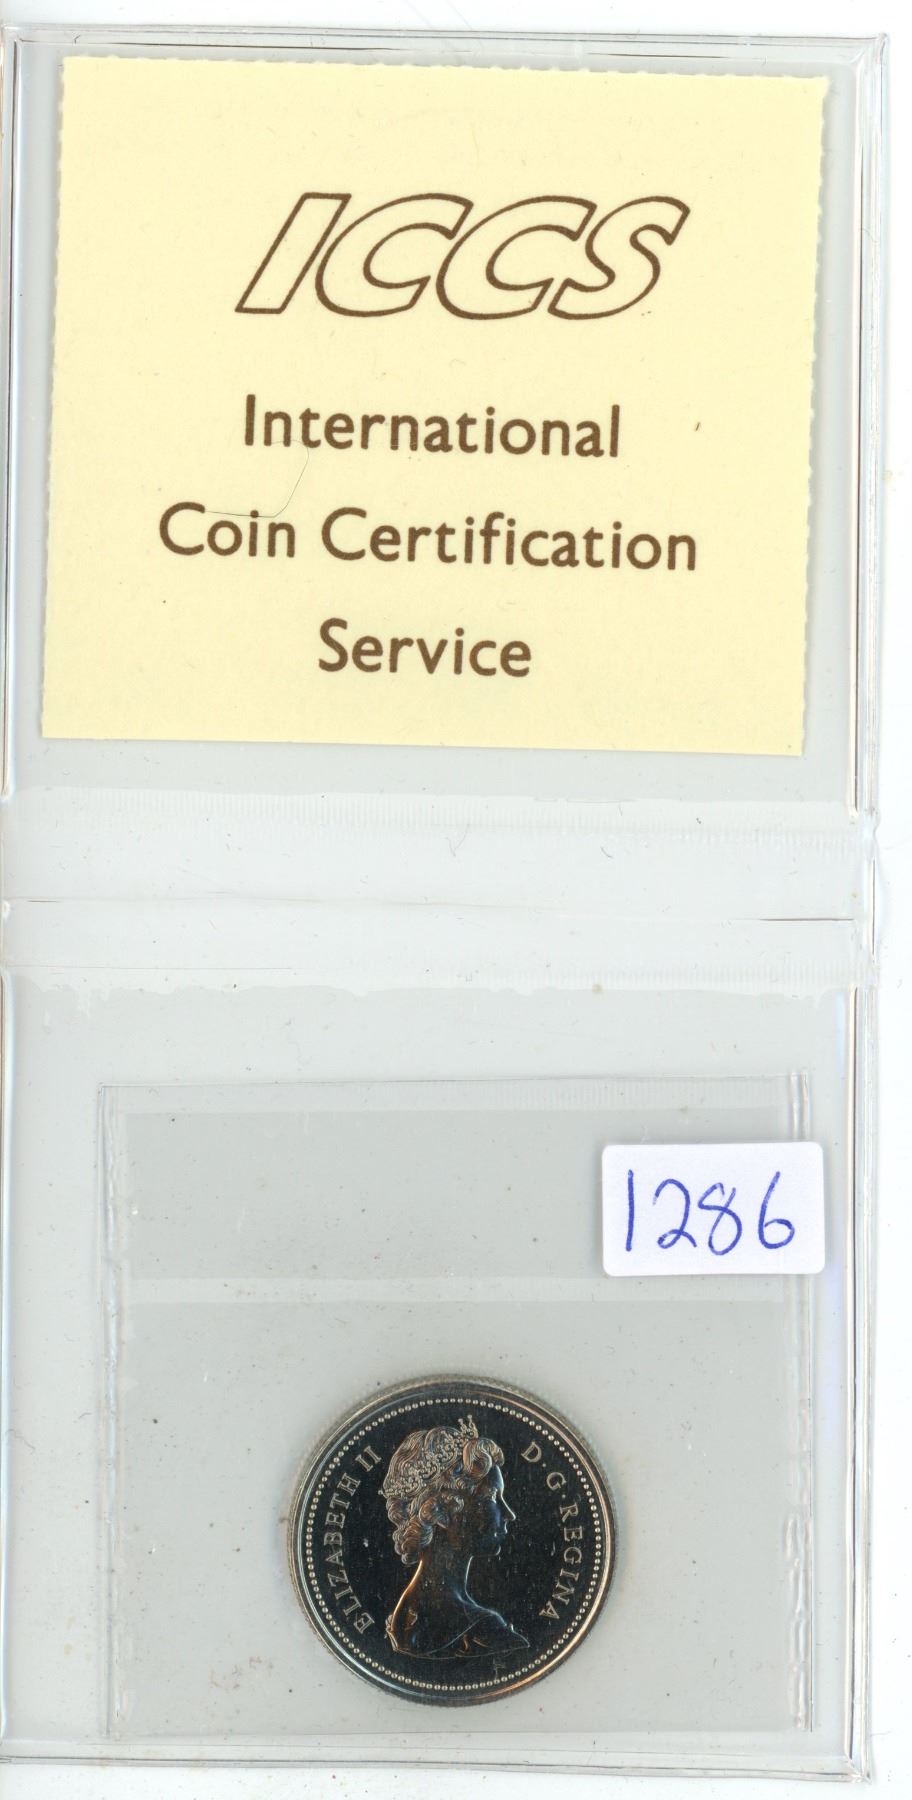 ICCS
International
Coin Certification
Service
1286
ELIZABETH II D·G·REGINA